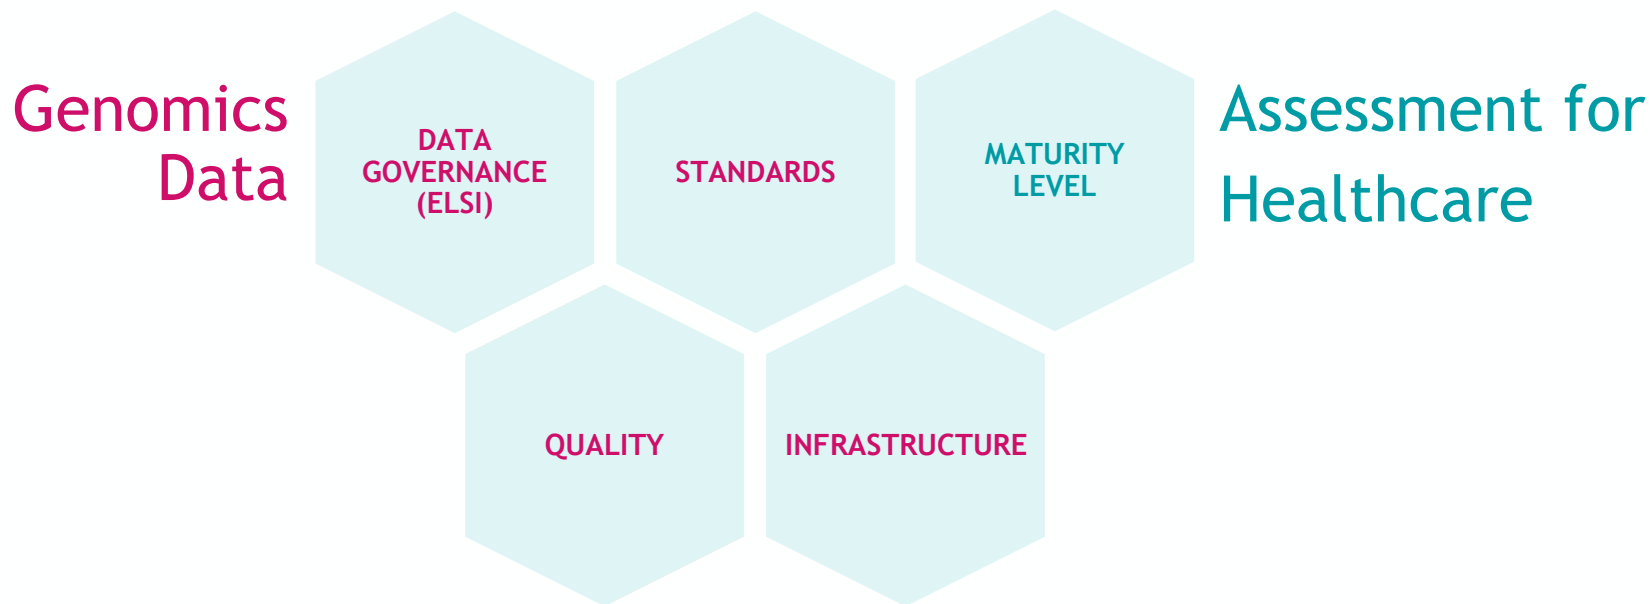 Genomics
Data
DATA
GOVERNANCE
(ELSI)
STANDARDS
MATURITY
LEVEL
Assessment for
Healthcare
QUALITY
INFRASTRUCTURE